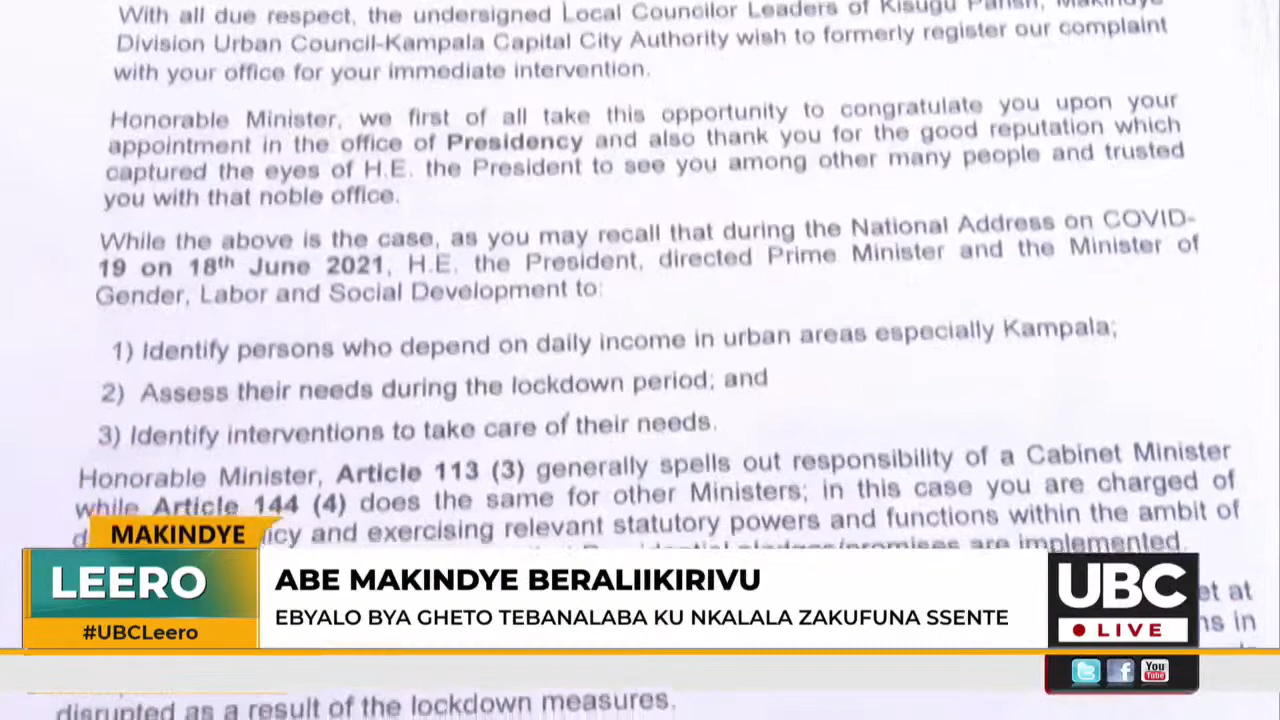 With all due respect, the undersigned Local Councilor Leaders of Kisugu Parish, Makindye
Division Urban Council-Kampala Capital City Authority wish to formerly register our complaint
with your office for your immediate intervention.
Honorable Minister, we first of all take this opportunity to congratulate you upon your
appointment in the office of Presidency and also thank you for the good reputation which
captured the eyes of H.E. the President to see you among other many people and trusted
you with that noble office.
While the above is the case, as you may recall that during the National Address on COVID-
19 on 18th June 2021, H.E. the President, directed Prime Minister and the Minister of
Gender, Labor and Social Development to:
1) Identify persons who depend on daily income in urban areas especially Kampala;
2) Assess their needs during the lockdown period; and
3) Identify interventions to take care of their needs.
Honorable Minister, Article 113 (3) generally spells out responsibility of a Cabinet Minister
while Article 144 (4) does the same for other Ministers; in this case you are charged of
and exercising relevant statutory powers and functions within the ambit of
pledges/promises are implemented.
et at
in
disrupted as a result of the lockdown measures.
MAKINDYE
LEERO
#UBCLeero
ABE MAKINDYE BERALIIKIRIVU
EBYALO BYA GHETO TEBANALABA KU NKALALA ZAKUFUNA SSENTE
UBC
LIVE
You
Tube